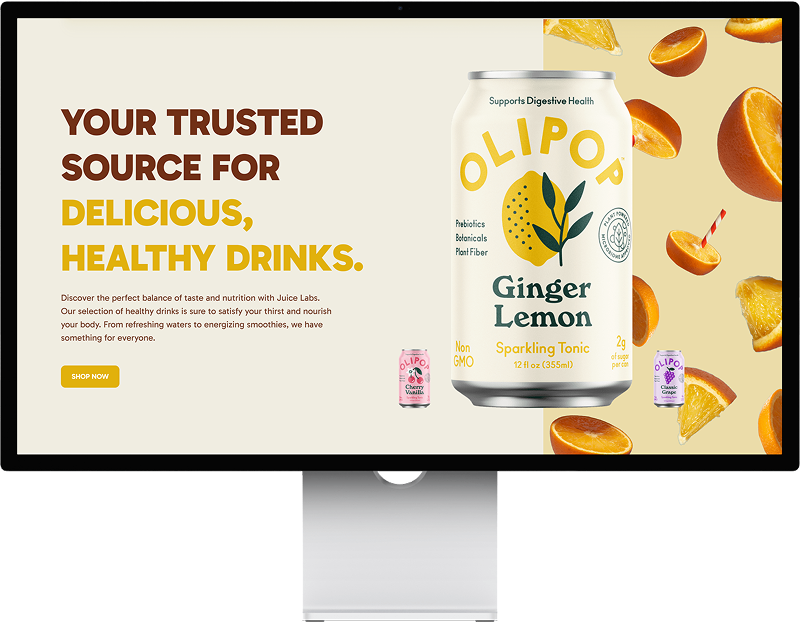 YOUR TRUSTED
SOURCE FOR
DELICIOUS,
HEALTHY DRINKS.
Discover the perfect balance of taste and nutrition with Juice Labs.
Our selection of healthy drinks is sure to satisfy your thirst and nourish
your body. From refreshing waters to energizing smoothies, we have
something for everyone.
SHOP NOW
Supports Digestive Health
OLIPOP
Prebiotics
Botanicals
Plant Fiber
Ginger
Lemon
Non
GMO
Sparkling Tonic
12 fl oz (355ml)
2g
of sugar
per can
OLIPOP
Cherry
Vanilla
OLIPOP
Classic
Grape